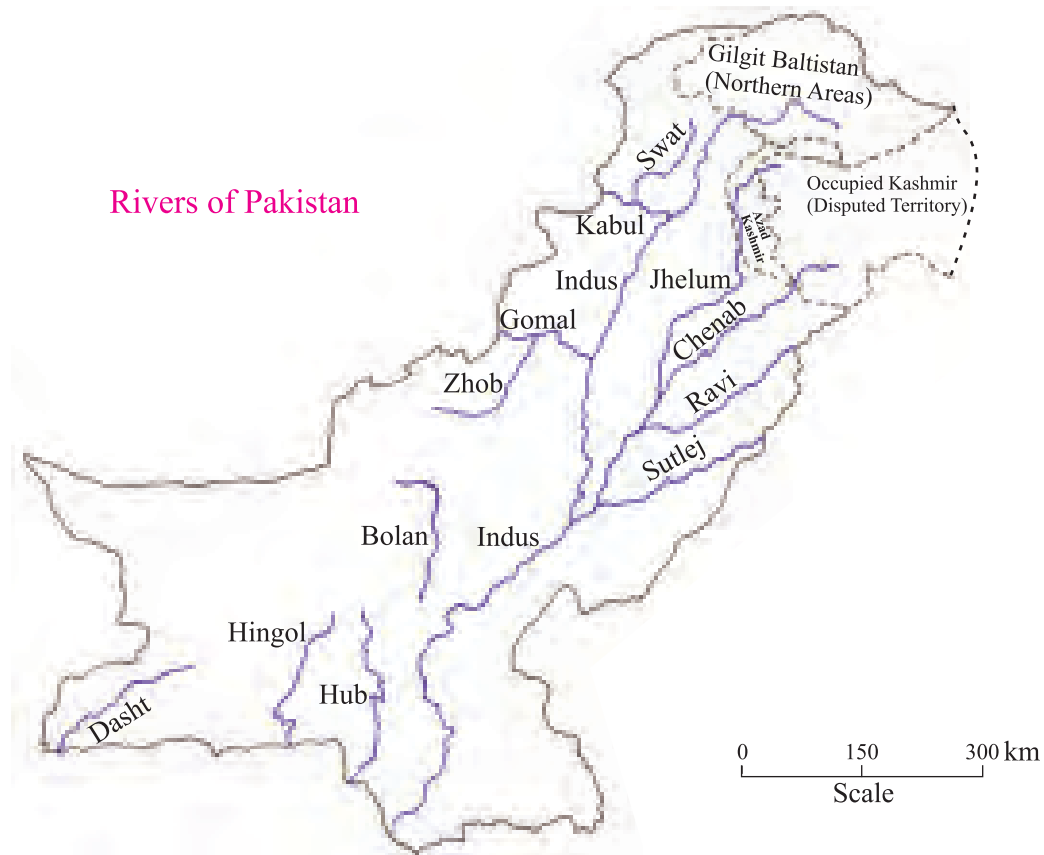 Gilgit Baltistan
(Northern Areas)
Swat
Rivers of Pakistan
Occupied Kashmir
(Disputed Territory)
Azad
Kashmir
Kabul
Indus
Jhelum
Gomal
Chenab
Zhob
Ravi
Sutlej
Bolan
Indus
Hingol
Hub
Dasht
0 150 300 km
Scale